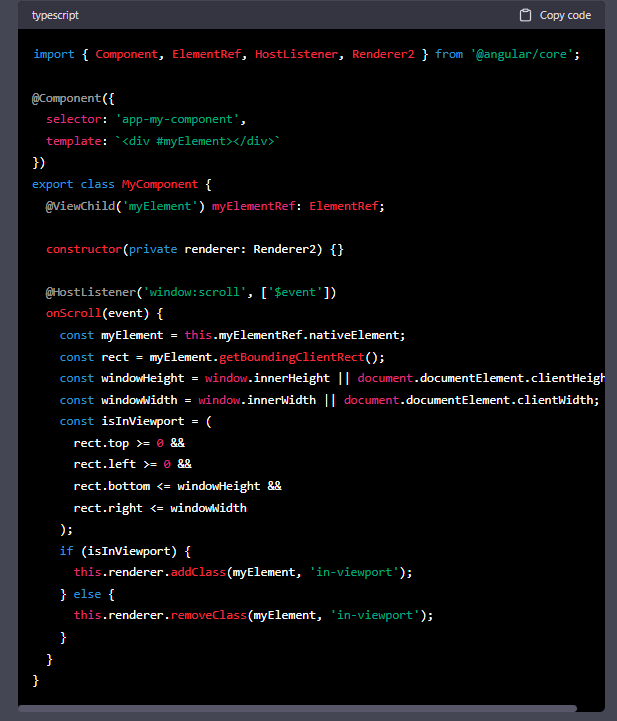 typescript
Copy code
import { Component, ElementRef, HostListener, Renderer2 } from '@angular/core';
@Component({
  selector: 'app-my-component',
  template: `<div #myElement></div>`
})
export class MyComponent {
  @ViewChild('myElement') myElementRef: ElementRef;
  constructor(private renderer: Renderer2) {}
  @HostListener('window:scroll', ['$event'])
  onScroll(event) {
    const myElement = this.myElementRef.nativeElement;
    const rect = myElement.getBoundingClientRect();
    const windowHeight = window.innerHeight || document.documentElement.clientHeigh
    const windowWidth = window.innerWidth || document.documentElement.clientWidth;
    const isInViewport = (
      rect.top >= 0 &&
      rect.left >= 0 &&
      rect.bottom <= windowHeight &&
      rect.right <= windowWidth
    );
    if (isInViewport) {
      this.renderer.addClass(myElement, 'in-viewport');
    } else {
      this.renderer.removeClass(myElement, 'in-viewport');
    }
  }
}